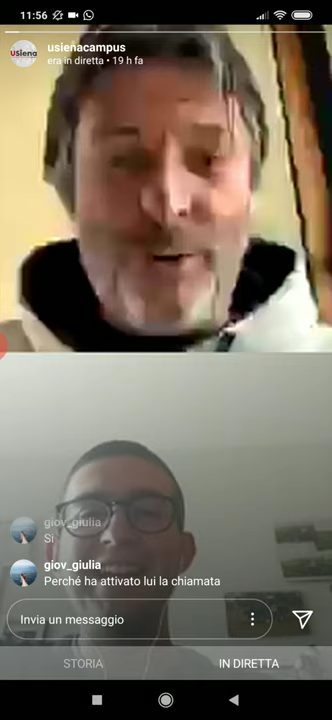 11:56
usienacampus
USiena
era in diretta • 19 h fa
giov_giulia
Si
giov_giulia
Perché ha attivato lui la chiamata
Invia un messaggio
STORIA
IN DIRETTA